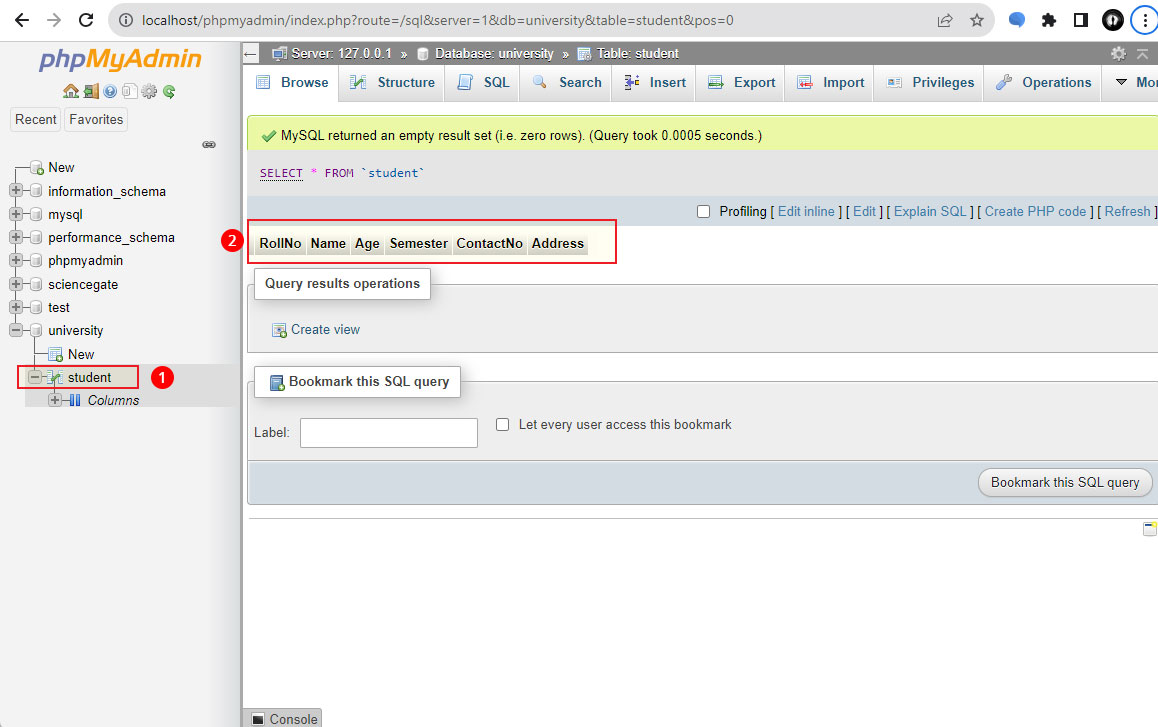 localhost/phpmyadmin/index.php?route=/sql&server=1&db=university&table=student&pos=0
phpMyAdmin
Recent Favorites
New
information_schema
mysql
performance_schema
phpmyadmin
sciencegate
test
university
New
student 1
Columns
Server: 127.0.0.1 » Database: university » Table: student
Browse Structure SQL Search Insert Export Import Privileges Operations Mo
MySQL returned an empty result set (i.e. zero rows). (Query took 0.0005 seconds.)
SELECT * FROM `student`
Profiling [ Edit inline ] [ Edit ] [ Explain SQL ] [ Create PHP code ] [ Refresh ]
2 RollNo Name Age Semester ContactNo Address
Query results operations
Create view
Bookmark this SQL query
Label: Let every user access this bookmark
Bookmark this SQL query
Console